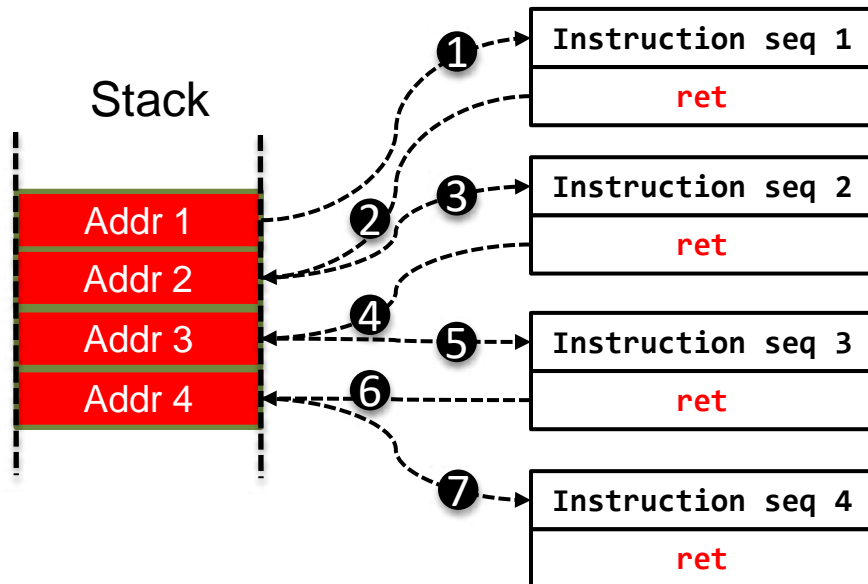 Stack
Addr 1
Addr 2
Addr 3
Addr 4
1
2
3
4
5
6
7
Instruction seq 1
ret
Instruction seq 2
ret
Instruction seq 3
ret
Instruction seq 4
ret